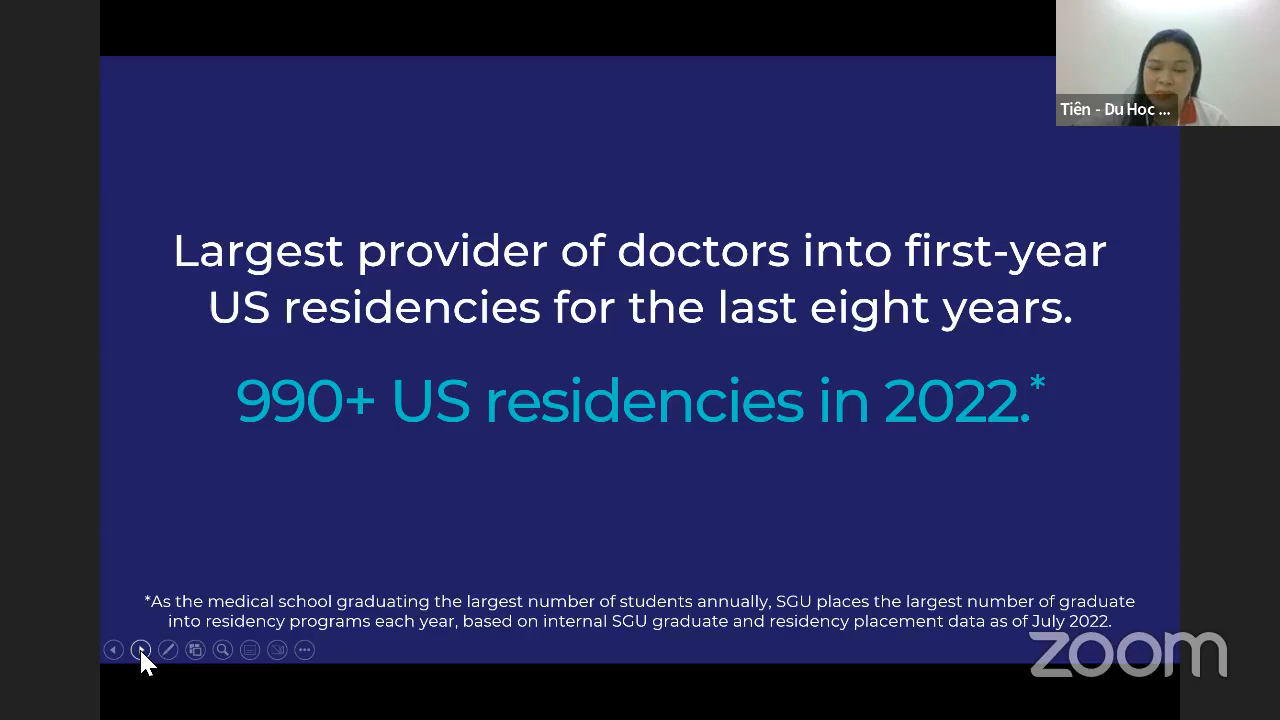 Tiên - Du Hoc ...
Largest provider of doctors into first-year
US residencies for the last eight years.
990+ US residencies in 2022.*
*As the medical school graduating the largest number of students annually, SGU places the largest number of graduate
into residency programs each year, based on internal SGU graduate and residency placement data as of July 2022.
zoom